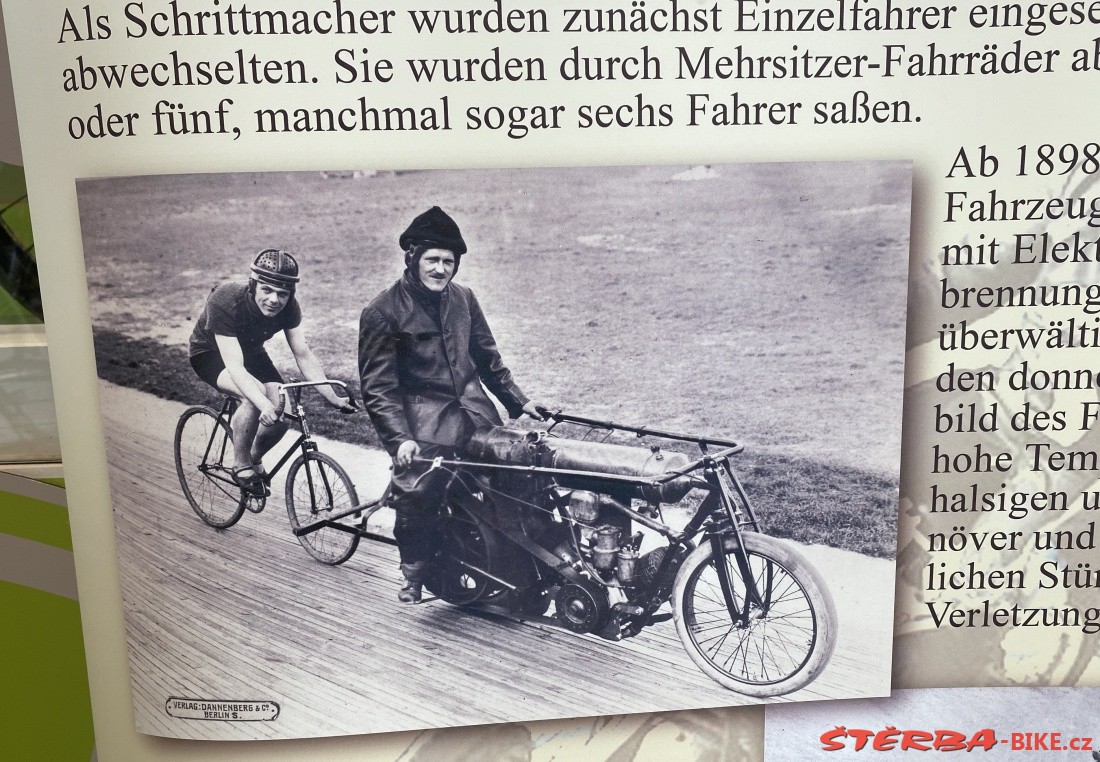 Als Schrittmacher wurden zunächst Einzelfahrer eingese
abwechselten. Sie wurden durch Mehrsitzer-Fahrräder ab
oder fünf, manchmal sogar sechs Fahrer saßen.
Ab 1898
Fahrzeug
mit Elekt
brennung
überwälti
den donne
bild des F
hohe Tem
halsigen u
növer und
lichen Stür
Verletzung
VERLAG: DANNENBERG & Co
BERLIN S.
ŠTĚRBA-BIKE.cz